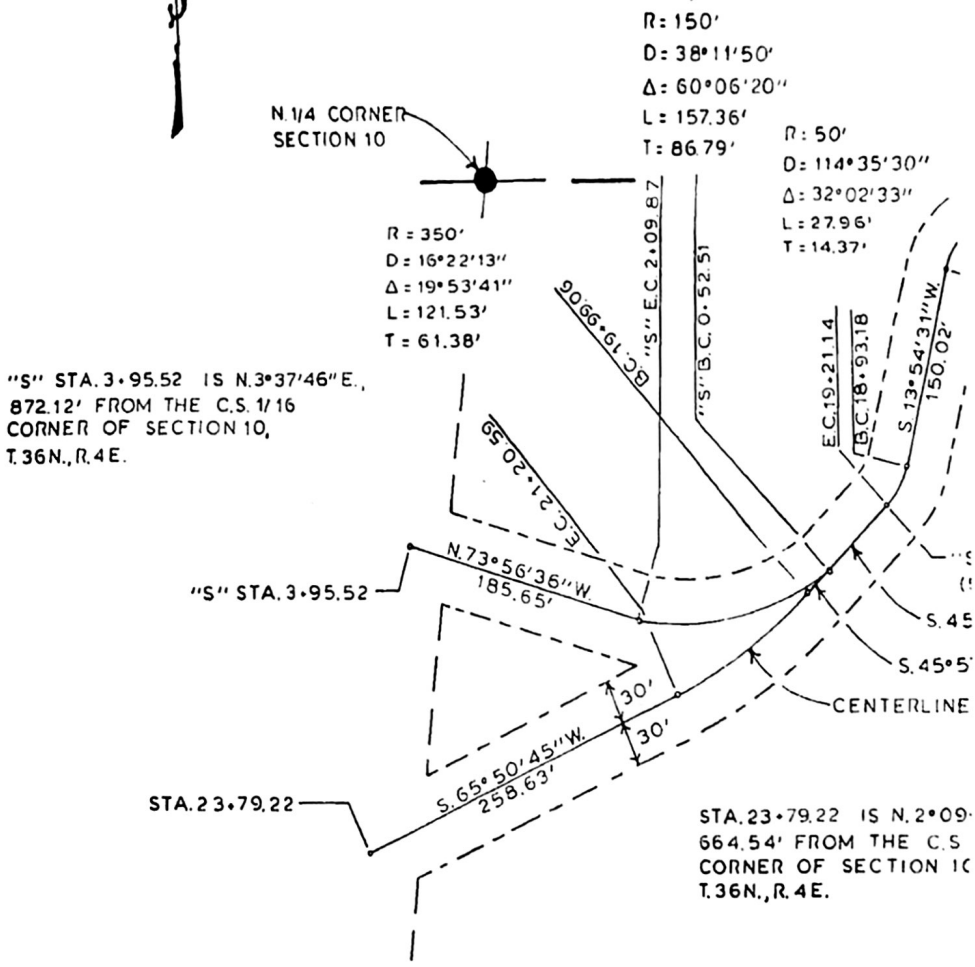 R: 150'
D: 38°11'50'
Δ: 60°06'20"
L: 157.36'
T: 86.79'
N. 1/4 CORNER
SECTION 10
R: 50'
D: 114°35'30"
Δ: 32°02'33"
L: 27.96'
T: 14.37'
R = 350'
D = 16°22'13"
Δ = 19°53'41"
L = 121.53'
T = 61.38'
"S" E.C. 2+09.87
"S" B.C. 0+52.51
B.C. 19+99.06
E.C. 19+21.14
B.C. 18+93.18
S. 13°54'31" W.
150.02'
"S" STA. 3+95.52 IS N. 3°37'46" E.,
872.12' FROM THE C.S. 1/16
CORNER OF SECTION 10,
T. 36N., R. 4E.
E.C. 21+20.59
N. 73°56'36" W.
185.65'
"S" STA. 3+95.52
"S
S. 45
S. 45°5
CENTERLINE
30'
30'
S. 65°50'45" W.
258.63'
STA. 23+79.22
STA. 23+79.22 IS N. 2°09
664.54' FROM THE C.S
CORNER OF SECTION 10
T. 36N., R. 4E.